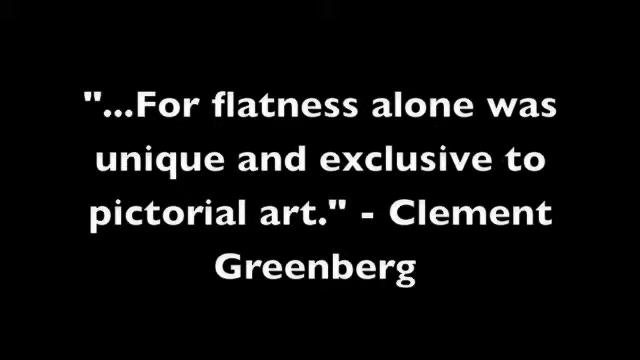 "...For flatness alone was
unique and exclusive to
pictorial art." - Clement
Greenberg